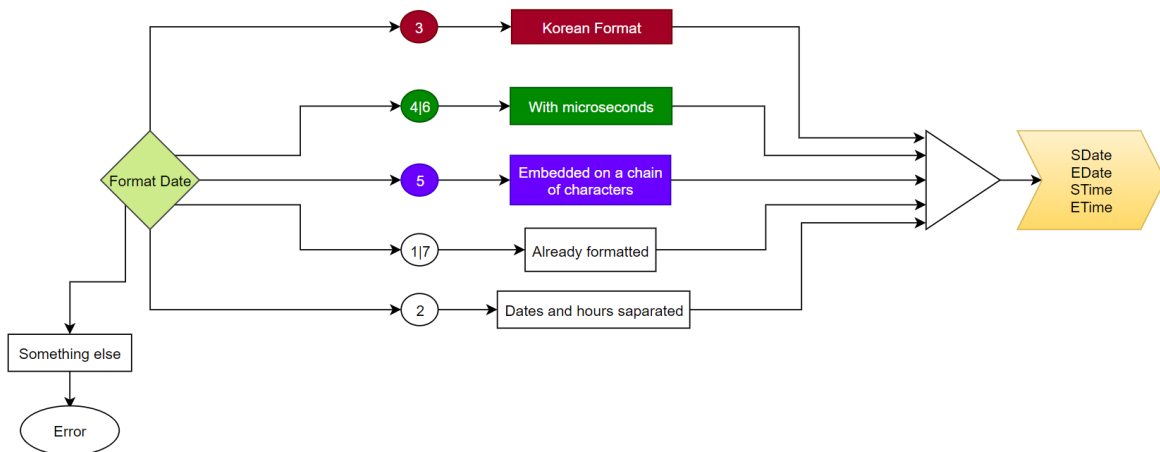 3
Korean Format
4|6
With microseconds
Format Date
5
Embedded on a chain
of characters
SDate
EDate
STime
ETime
1|7
Already formatted
2
Dates and hours saparated
Something else
Error